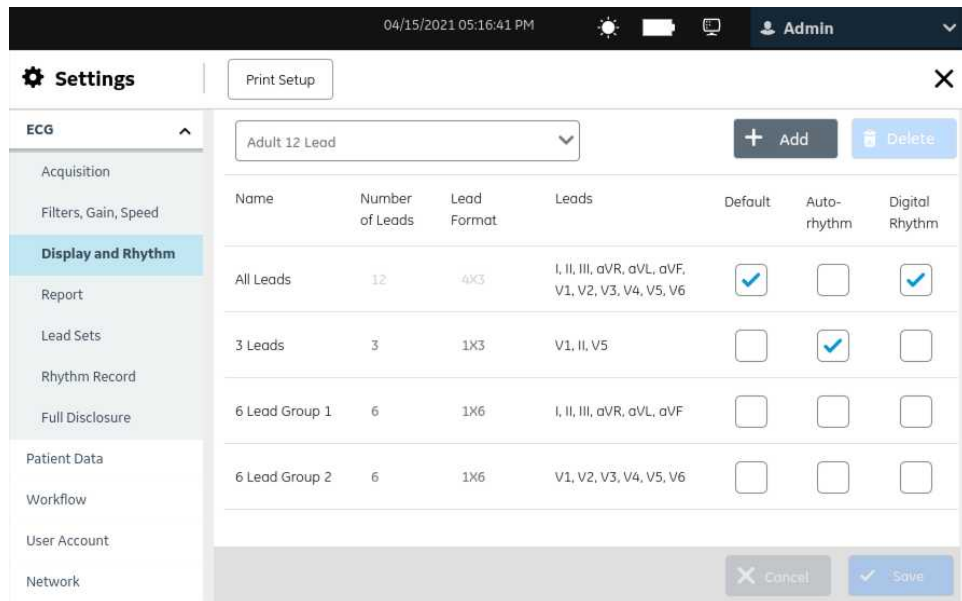 04/15/2021 05:16:41 PM
Admin
Settings
Print Setup
ECG
Acquisition
Filters, Gain, Speed
Display and Rhythm
Report
Lead Sets
Rhythm Record
Full Disclosure
Patient Data
Workflow
User Account
Network
Adult 12 Lead
Add
Delete
Name Number of Leads Lead Format Leads Default Auto-rhythm Digital Rhythm
All Leads 12 4X3 I, II, III, aVR, aVL, aVF,
V1, V2, V3, V4, V5, V6
3 Leads 3 1X3 V1, II, V5
6 Lead Group 1 6 1X6 I, II, III, aVR, aVL, aVF
6 Lead Group 2 6 1X6 V1, V2, V3, V4, V5, V6
Cancel
Save